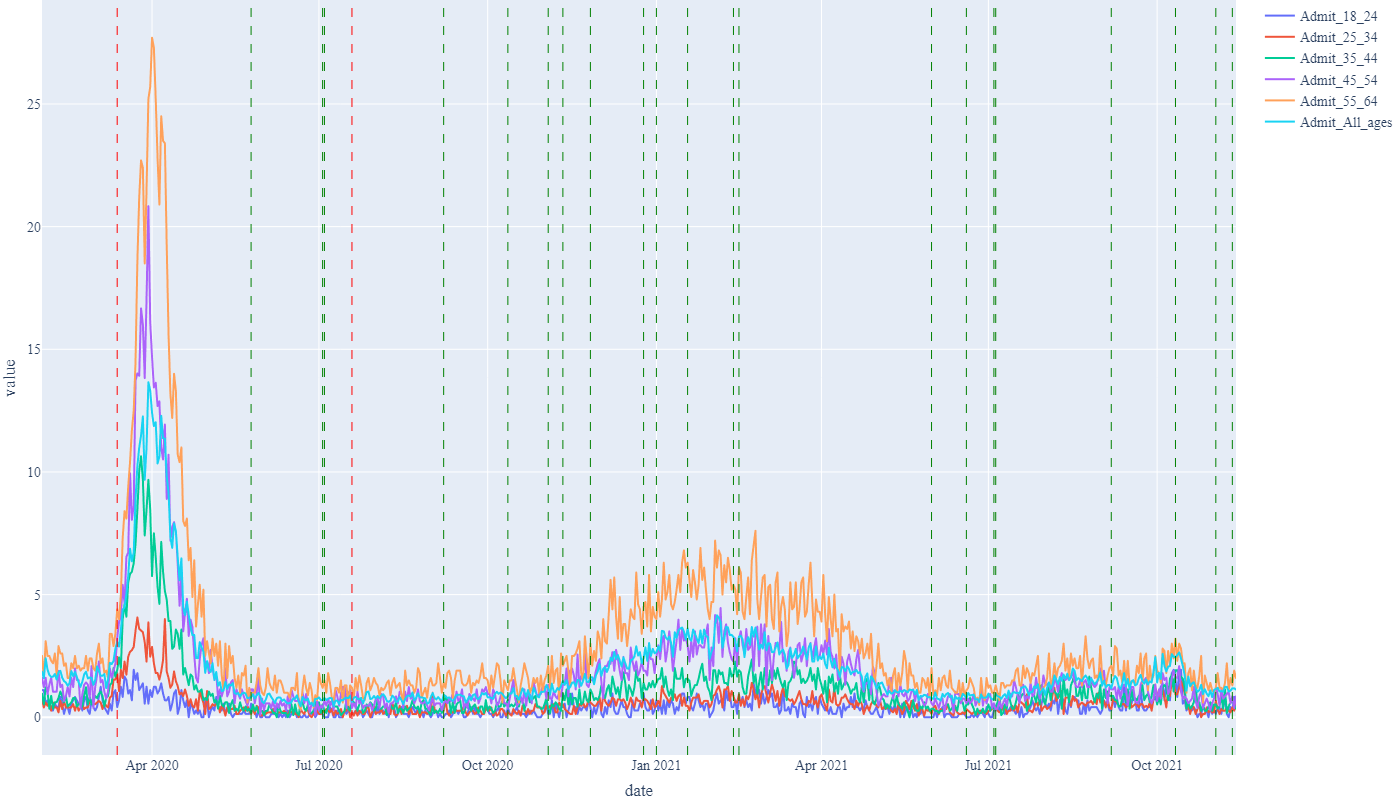 Admit_18_24
Admit_25_34
Admit_35_44
Admit_45_54
Admit_55_64
Admit_All_ages
value
25
20
15
10
5
0
Apr 2020
Jul 2020
Oct 2020
Jan 2021
Apr 2021
Jul 2021
Oct 2021
date